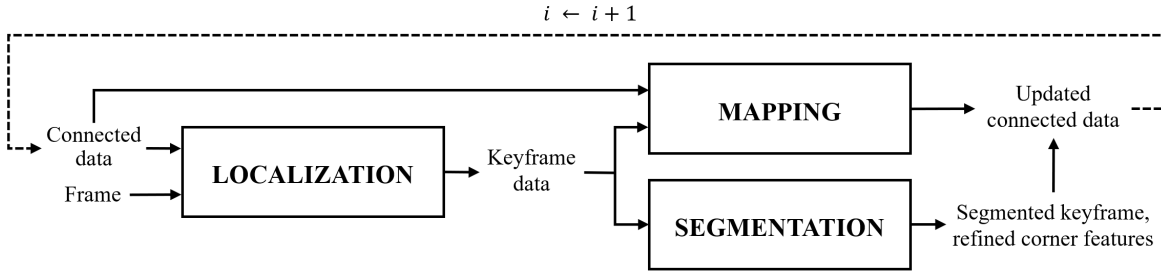 i ← i + 1
Connected
data
Frame
LOCALIZATION
Keyframe
data
MAPPING
SEGMENTATION
Updated
connected data
Segmented keyframe,
refined corner features